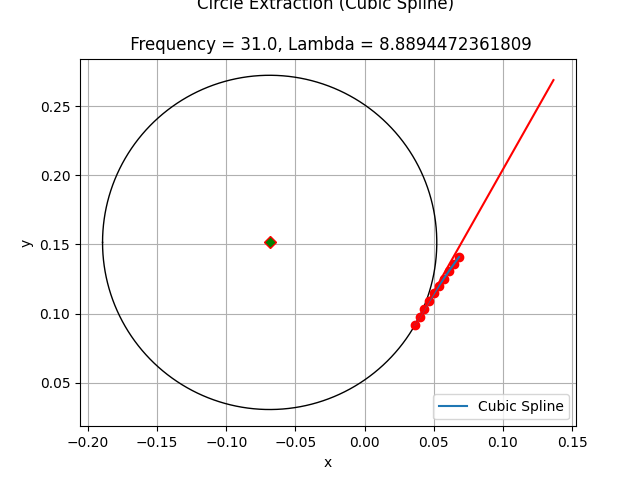 Circle Extraction (Cubic Spline)
Frequency = 31.0, Lambda = 8.8894472361809
0.25
0.20
0.15
0.10
0.05
y
−0.20 −0.15 −0.10 −0.05 0.00 0.05 0.10 0.15
x
Cubic Spline